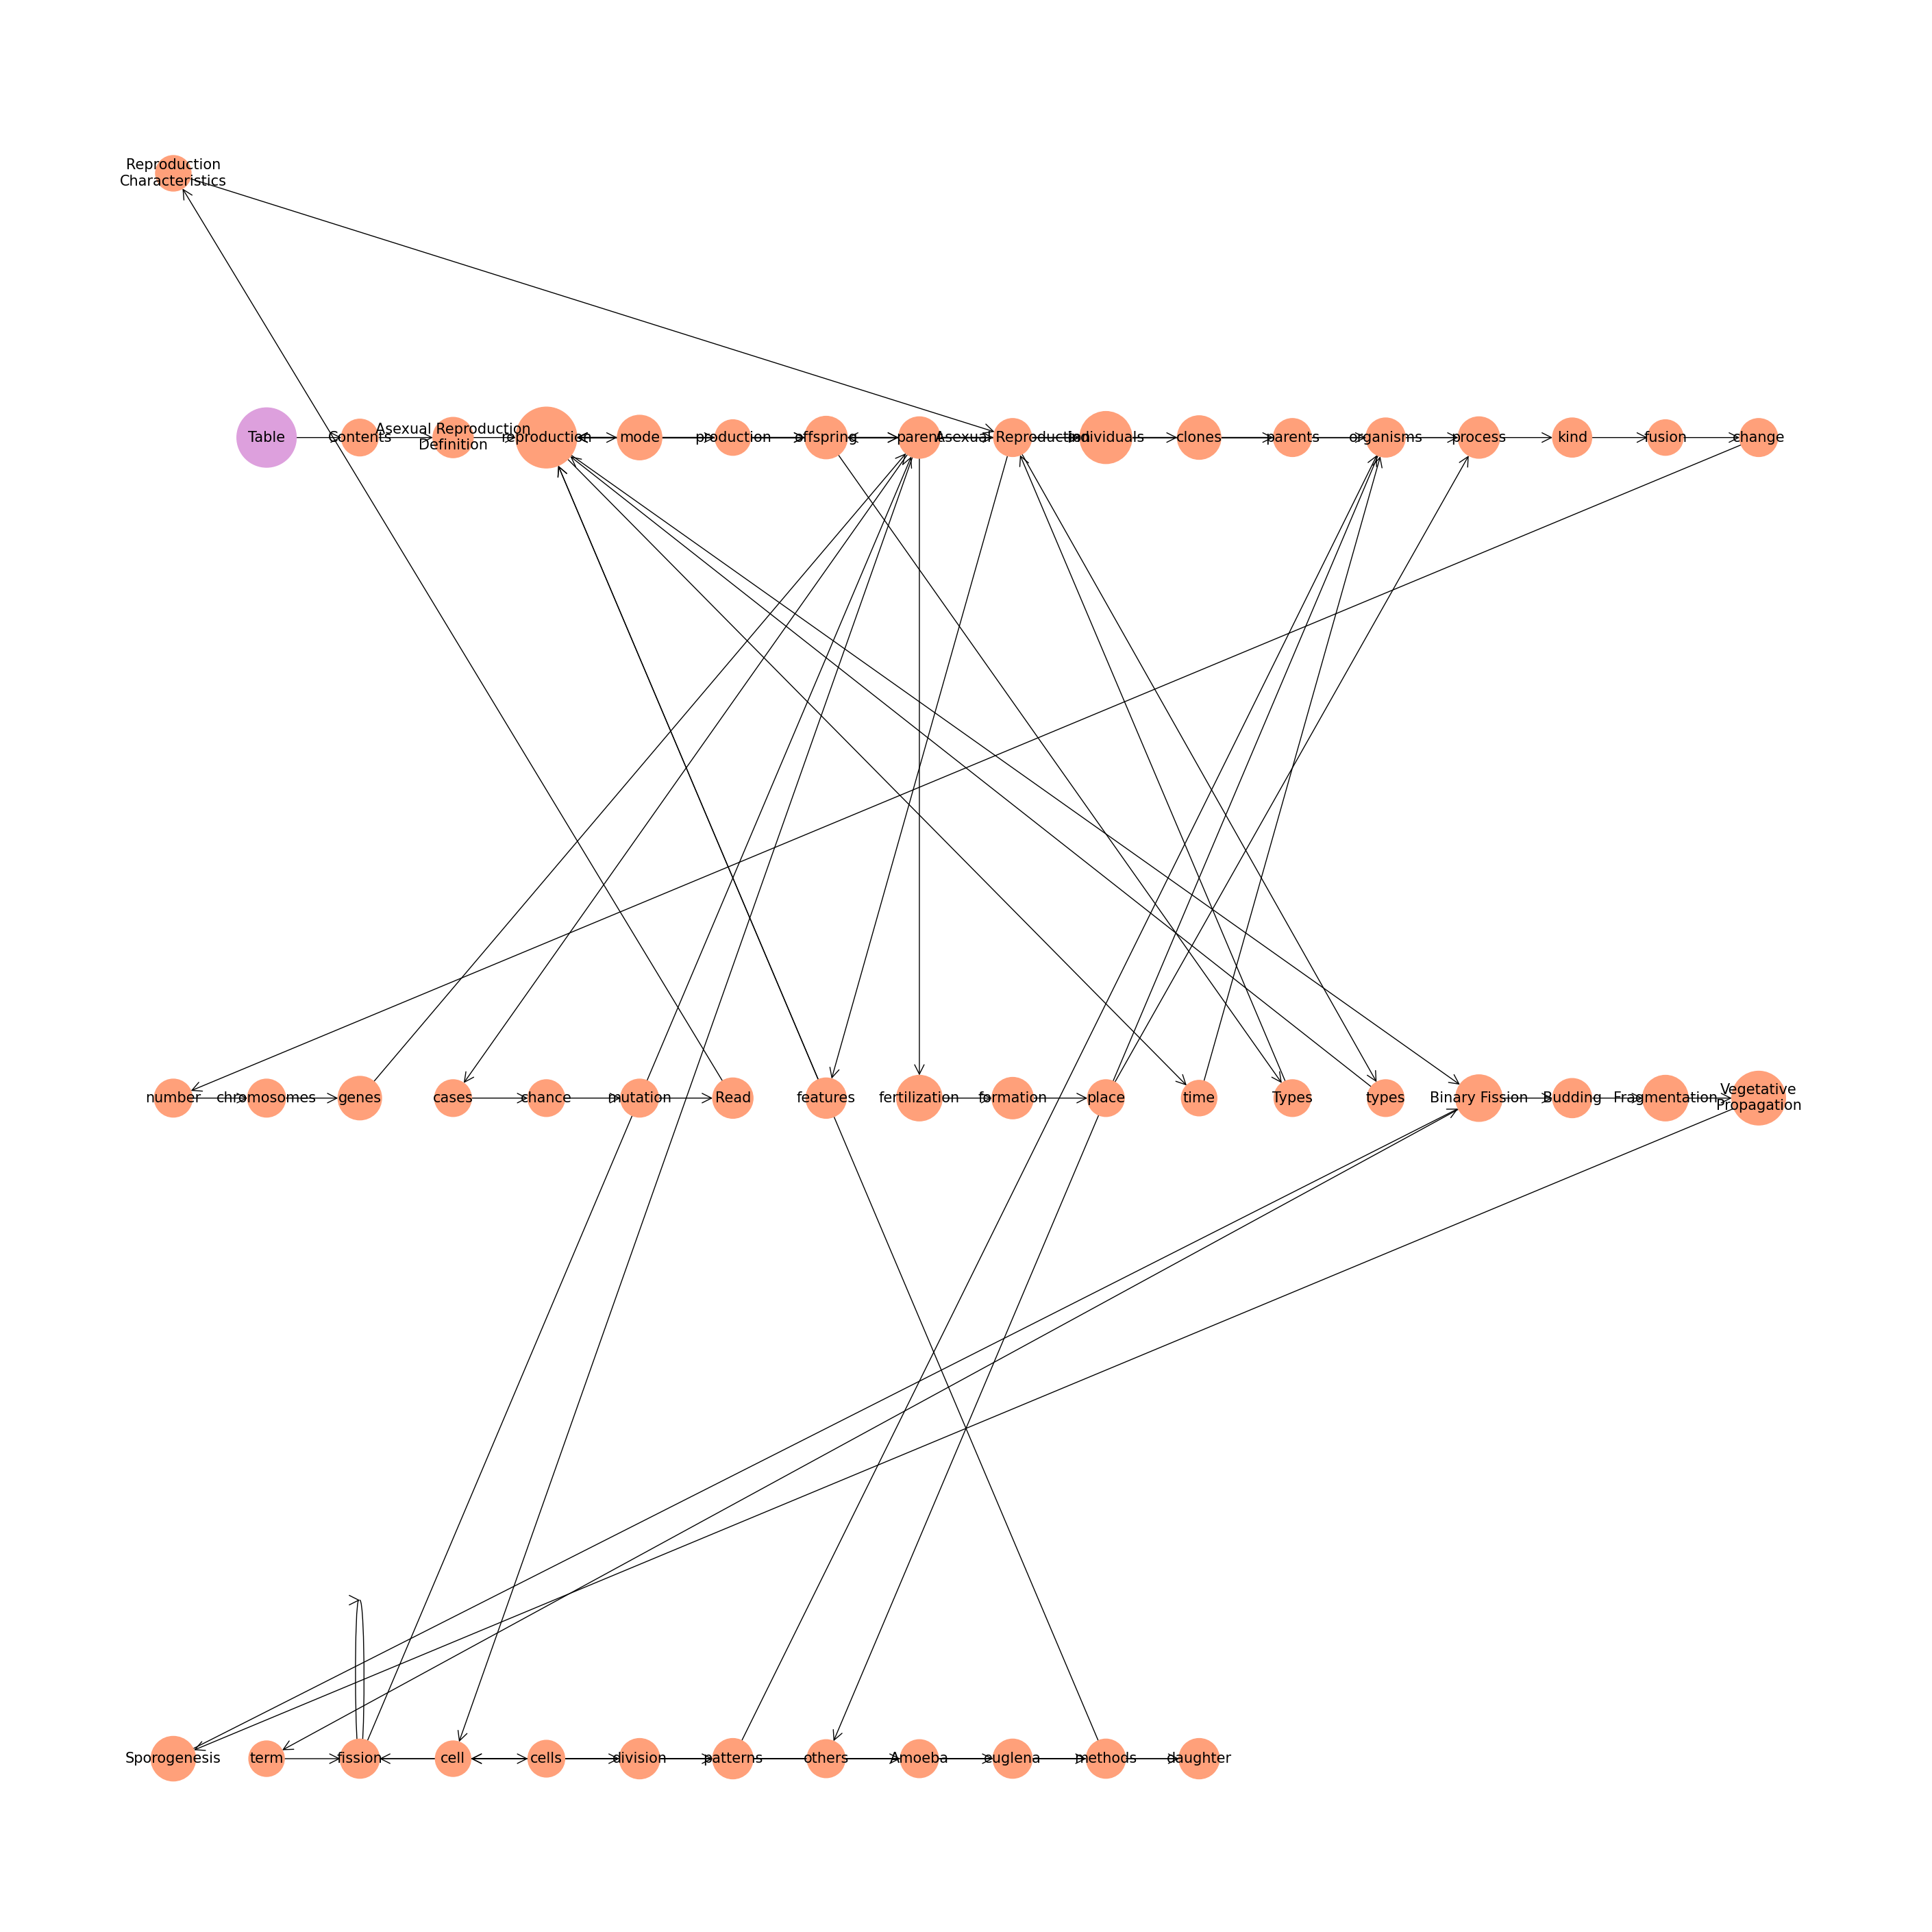 Reproduction
Characteristics
Table
Contents
Asexual Reproduction
Definition
reproduction
mode
production
offspring
parent
Asexual Reproduction
individuals
clones
parents
organisms
process
kind
fusion
change
number
chromosomes
genes
cases
chance
mutation
Read
features
fertilization
formation
place
time
Types
types
Binary Fission
Budding
Fragmentation
Vegetative
Propagation
Sporogenesis
term
fission
cell
cells
division
patterns
others
Amoeba
euglena
methods
daughter